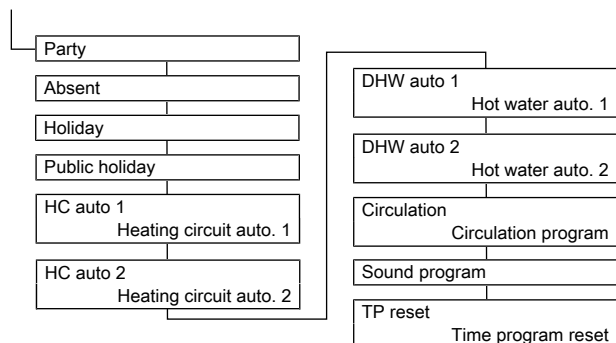 Party
Absent
Holiday
Public holiday
HC auto 1
Heating circuit auto. 1
HC auto 2
Heating circuit auto. 2
DHW auto 1
Hot water auto. 1
DHW auto 2
Hot water auto. 2
Circulation
Circulation program
Sound program
TP reset
Time program reset